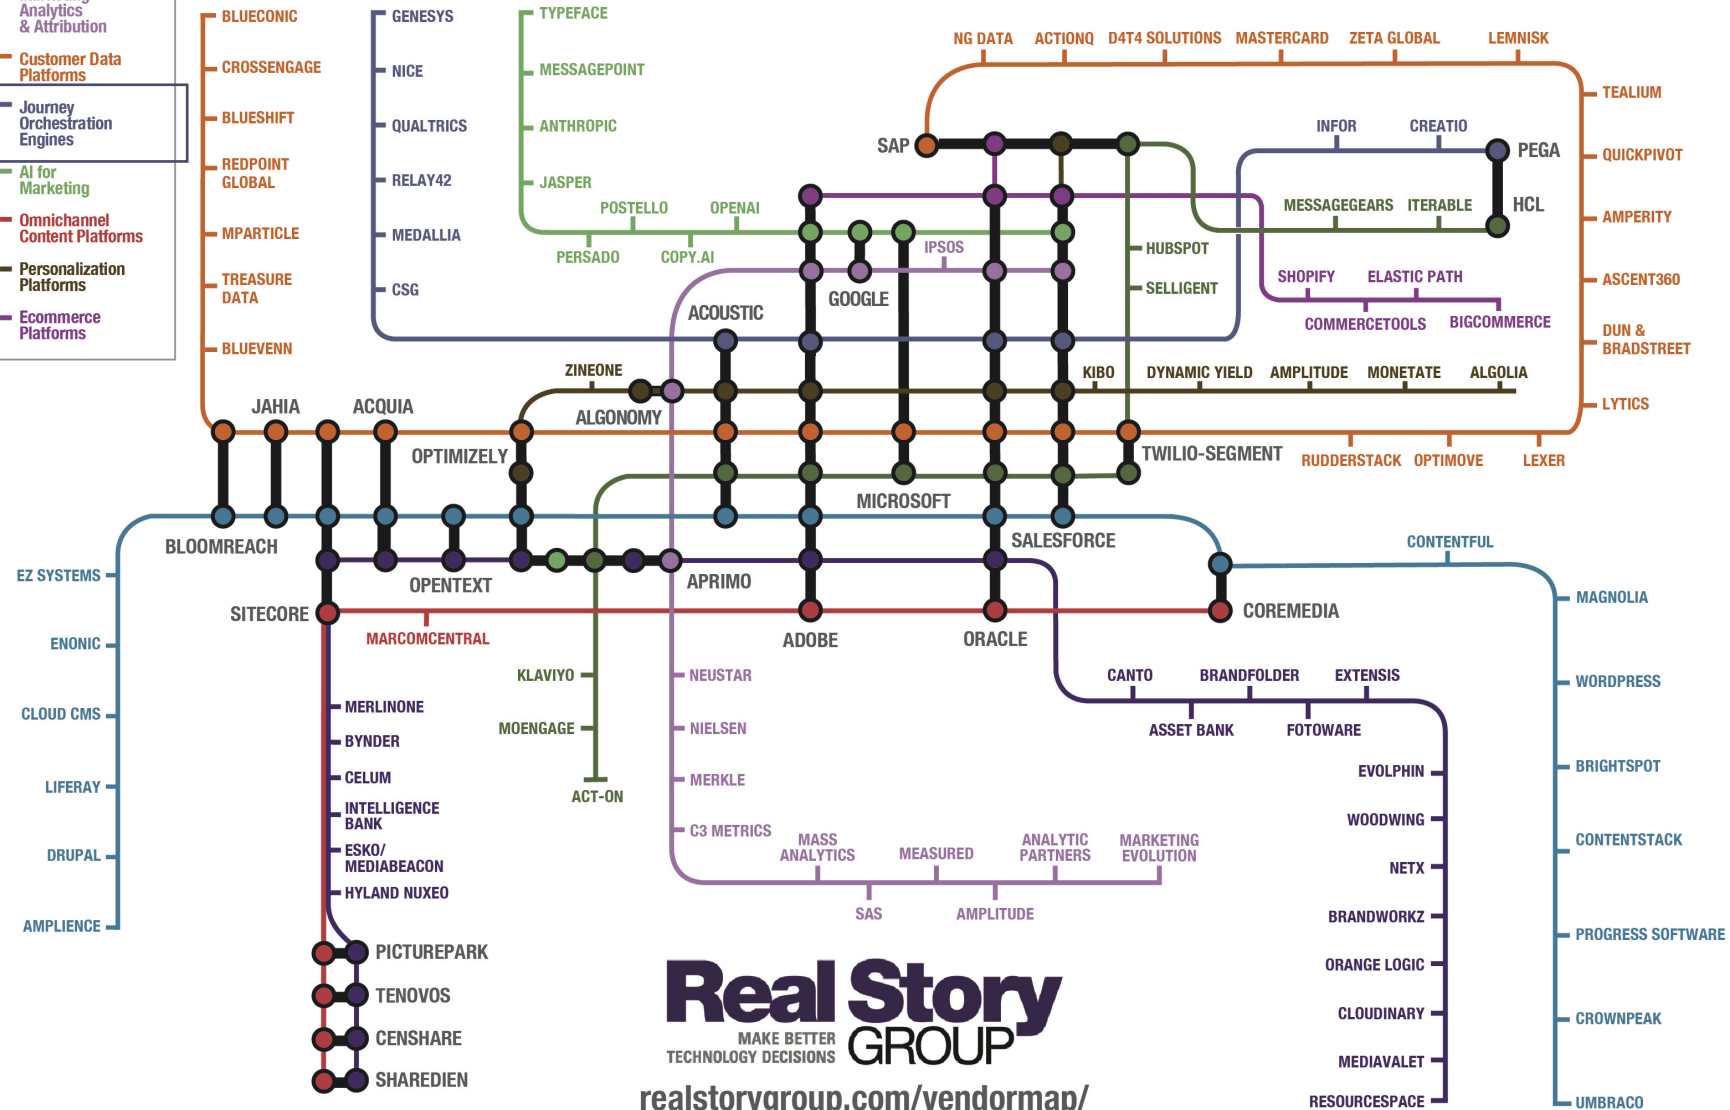 Analytics
& Attribution
Customer Data
Platforms
Journey
Orchestration
Engines
AI for
Marketing
Omnichannel
Content Platforms
Personalization
Platforms
Ecommerce
Platforms
BLUECONIC
CROSSENGAGE
BLUESHIFT
REDPOINT
GLOBAL
MPARTICLE
TREASURE
DATA
BLUEVENN
GENESYS
NICE
QUALTRICS
RELAY42
MEDALLIA
CSG
TYPEFACE
MESSAGEPOINT
ANTHROPIC
JASPER
POSTELLO
OPENAI
PERSADO
COPY.AI
NG DATA
ACTIONQ
D4T4 SOLUTIONS
MASTERCARD
ZETA GLOBAL
LEMNISK
TEALIUM
QUICKPIVOT
AMPERITY
ASCENT360
DUN &
BRADSTREET
LYTICS
SAP
INFOR
CREATIO
PEGA
MESSAGEGEARS
ITERABLE
HCL
HUBSPOT
SELLIGENT
SHOPIFY
ELASTIC PATH
COMMERCETOOLS
BIGCOMMERCE
IPSOS
GOOGLE
ACOUSTIC
ZINEONE
ALGONOMY
KIBO
DYNAMIC YIELD
AMPLITUDE
MONETATE
ALGOLIA
JAHIA
ACQUIA
OPTIMIZELY
TWILIO-SEGMENT
RUDDERSTACK
OPTIMOVE
LEXER
MICROSOFT
BLOOMREACH
OPENTEXT
SALESFORCE
APRIMO
CONTENTFUL
EZ SYSTEMS
ENONIC
CLOUD CMS
LIFERAY
DRUPAL
AMPLIENCE
SITECORE
MARCOMCENTRAL
ADOBE
ORACLE
COREMEDIA
MERLINONE
BYNDER
CELUM
INTELLIGENCE
BANK
ESKO/
MEDIABEACON
HYLAND NUXEO
PICTUREPARK
TENOVOS
CENSHARE
SHAREDIEN
KLAVIYO
MOENGAGE
ACT-ON
NEUSTAR
NIELSEN
MERKLE
C3 METRICS
MASS
ANALYTICS
MEASURED
ANALYTIC
PARTNERS
MARKETING
EVOLUTION
SAS
AMPLITUDE
CANTO
BRANDFOLDER
EXTENSIS
ASSET BANK
FOTOWARE
EVOLPHIN
WOODWING
NETX
BRANDWORKZ
ORANGE LOGIC
CLOUDINARY
MEDIAVALET
RESOURCESPACE
MAGNOLIA
WORDPRESS
BRIGHTSPOT
CONTENTSTACK
PROGRESS SOFTWARE
CROWNPEAK
UMBRACO
Real Story
GROUP
MAKE BETTER
TECHNOLOGY DECISIONS
realstorygroup.com/vendormap/